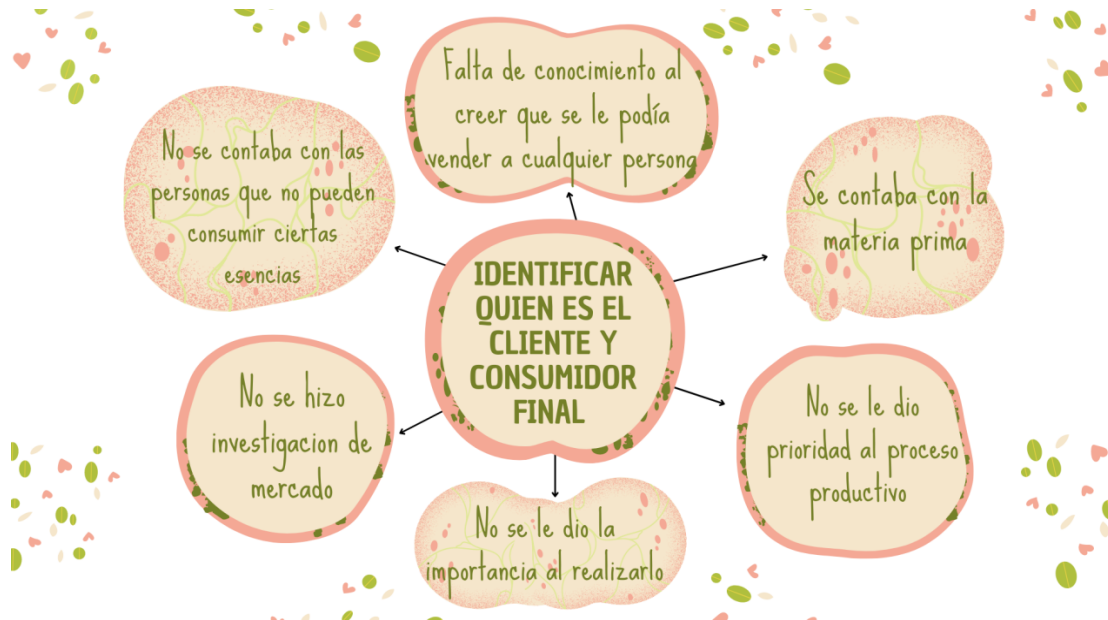 Falta de conocimiento al
creer que se le podía
vender a cualquier persona
No se contaba con las
personas que no pueden
consumir ciertas
esencias
Se contaba con la
materia prima
IDENTIFICAR
QUIEN ES EL
CLIENTE Y
CONSUMIDOR
FINAL
No se hizo
investigacion de
mercado
No se le dio
prioridad al proceso
productivo
No se le dio la
importancia al realizarlo